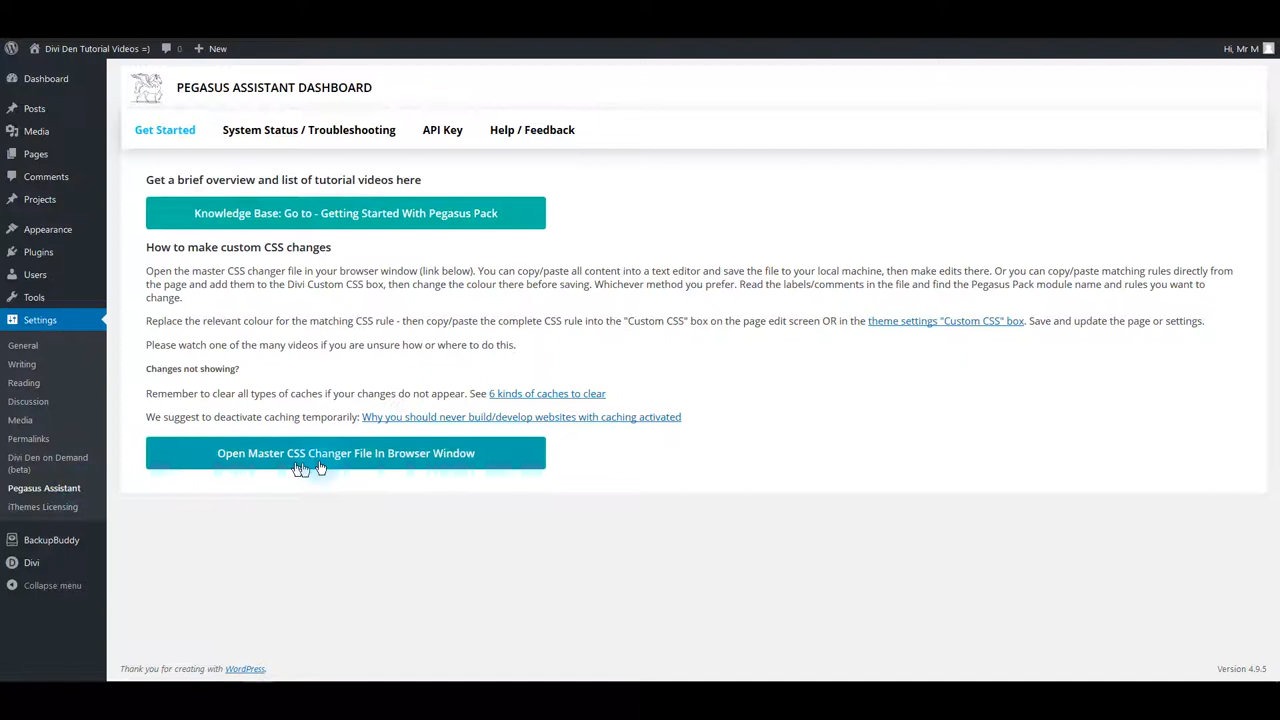 Divi Den Tutorial Videos =)
0
New
Hi, Mr M
Dashboard
Posts
Media
Pages
Comments
Projects
Appearance
Plugins
Users
Tools
Settings
General
Writing
Reading
Discussion
Media
Permalinks
Divi Den on Demand
(beta)
Pegasus Assistant
iThemes Licensing
BackupBuddy
Divi
Collapse menu
PEGASUS ASSISTANT DASHBOARD
Get Started
System Status / Troubleshooting
API Key
Help / Feedback
Get a brief overview and list of tutorial videos here
Knowledge Base: Go to - Getting Started With Pegasus Pack
How to make custom CSS changes
Open the master CSS changer file in your browser window (link below). You can copy/paste all content into a text editor and save the file to your local machine, then make edits there. Or you can copy/paste matching rules directly from
the page and add them to the Divi Custom CSS box, then change the colour there before saving. Whichever method you prefer. Read the labels/comments in the file and find the Pegasus Pack module name and rules you want to
change.
Replace the relevant colour for the matching CSS rule - then copy/paste the complete CSS rule into the "Custom CSS" box on the page edit screen OR in the theme settings "Custom CSS" box. Save and update the page or settings.
Please watch one of the many videos if you are unsure how or where to do this.
Changes not showing?
Remember to clear all types of caches if your changes do not appear. See 6 kinds of caches to clear
We suggest to deactivate caching temporarily: Why you should never build/develop websites with caching activated
Open Master CSS Changer File In Browser Window
Thank you for creating with WordPress.
Version 4.9.5